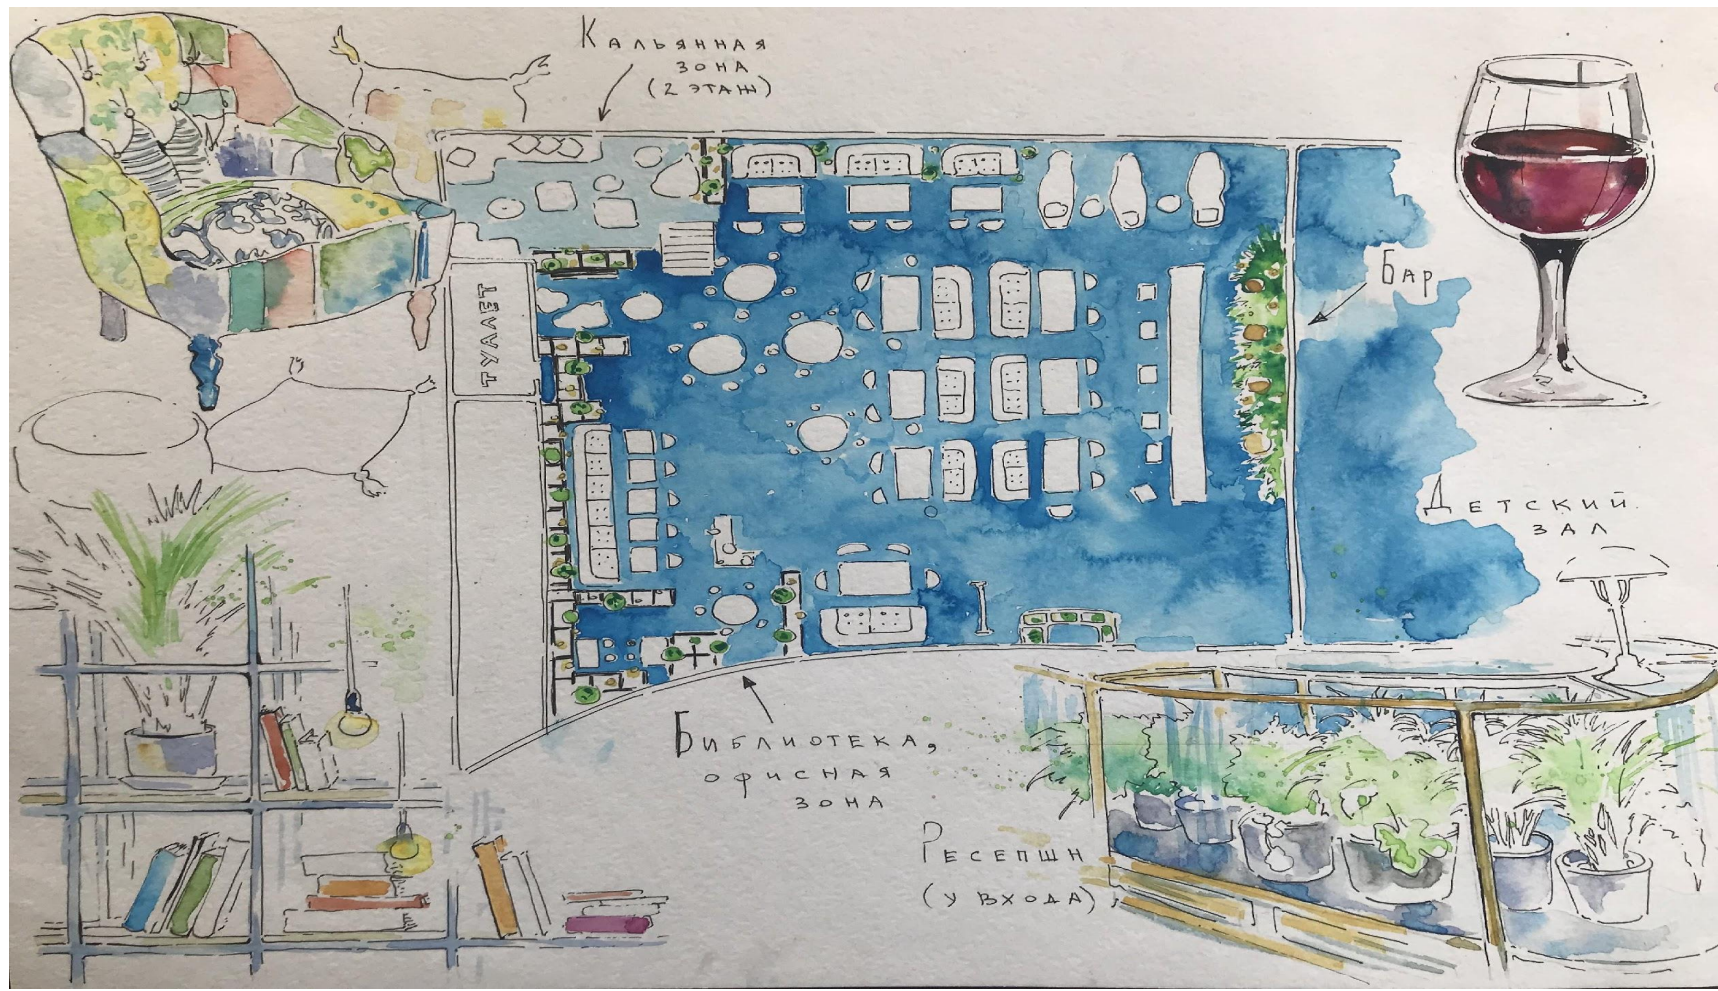 Кальянная
зона
(2 этаж)
Бар
ТУАЛЕТ
Детский
зал
Библиотека,
офисная
зона
Ресепшн
(у входа)